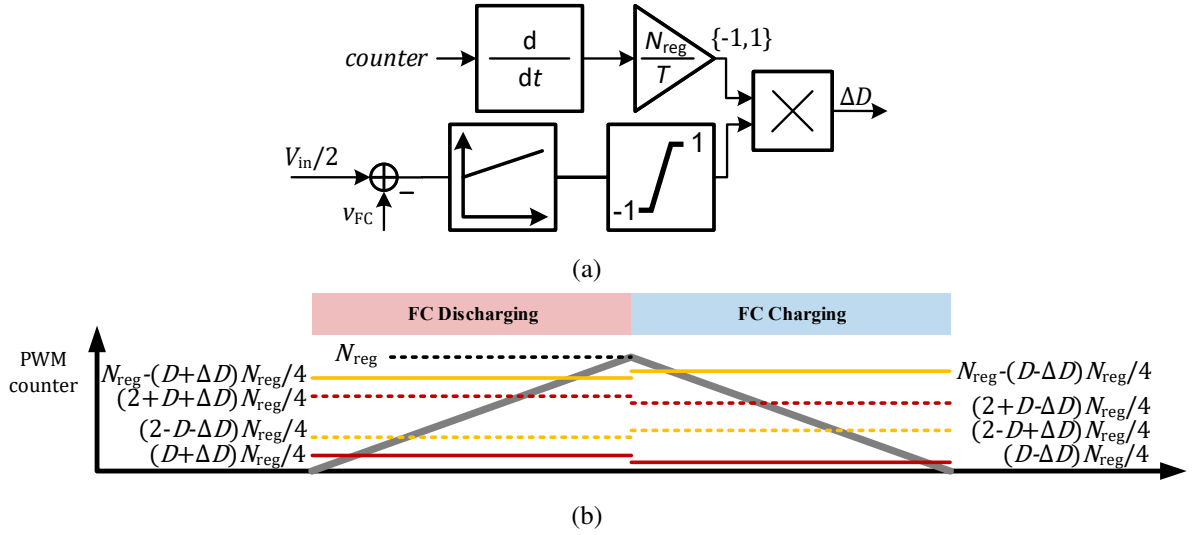 counter
d
dt
N_reg
T
{-1,1}
ΔD
V_in/2
−
v_FC
1
-1
(a)
FC Discharging
FC Charging
PWM
counter
N_reg
N_reg-(D+ΔD)N_reg/4
(2+D+ΔD)N_reg/4
(2-D-ΔD)N_reg/4
(D+ΔD)N_reg/4
N_reg-(D-ΔD)N_reg/4
(2+D-ΔD)N_reg/4
(2-D+ΔD)N_reg/4
(D-ΔD)N_reg/4
(b)